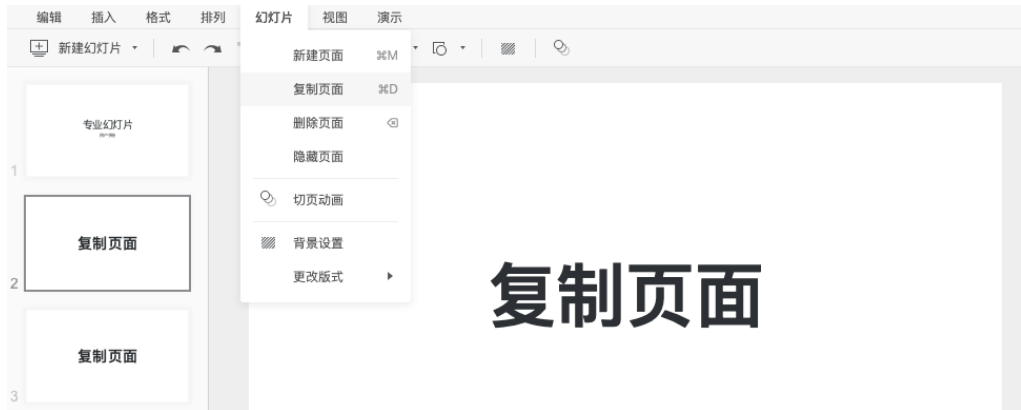 编辑 插入 格式 排列 幻灯片 视图 演示
新建幻灯片
新建页面 ⌘M
复制页面 ⌘D
删除页面
隐藏页面
切页动画
背景设置
更改版式
专业幻灯片
1
复制页面
2
复制页面
3
复制页面